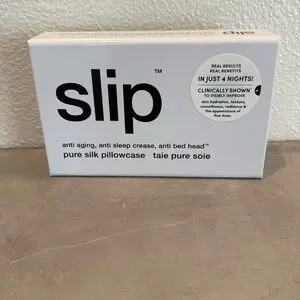 slip™
anti aging, anti sleep crease, anti bed head™
pure silk pillowcase taie pure soie
REAL RESULTS
REAL BENEFITS
IN JUST 4 NIGHTS!
CLINICALLY SHOWN
TO VISIBLY IMPROVE
skin hydration, texture,
smoothness, radiance &
the appearance of
fine lines.